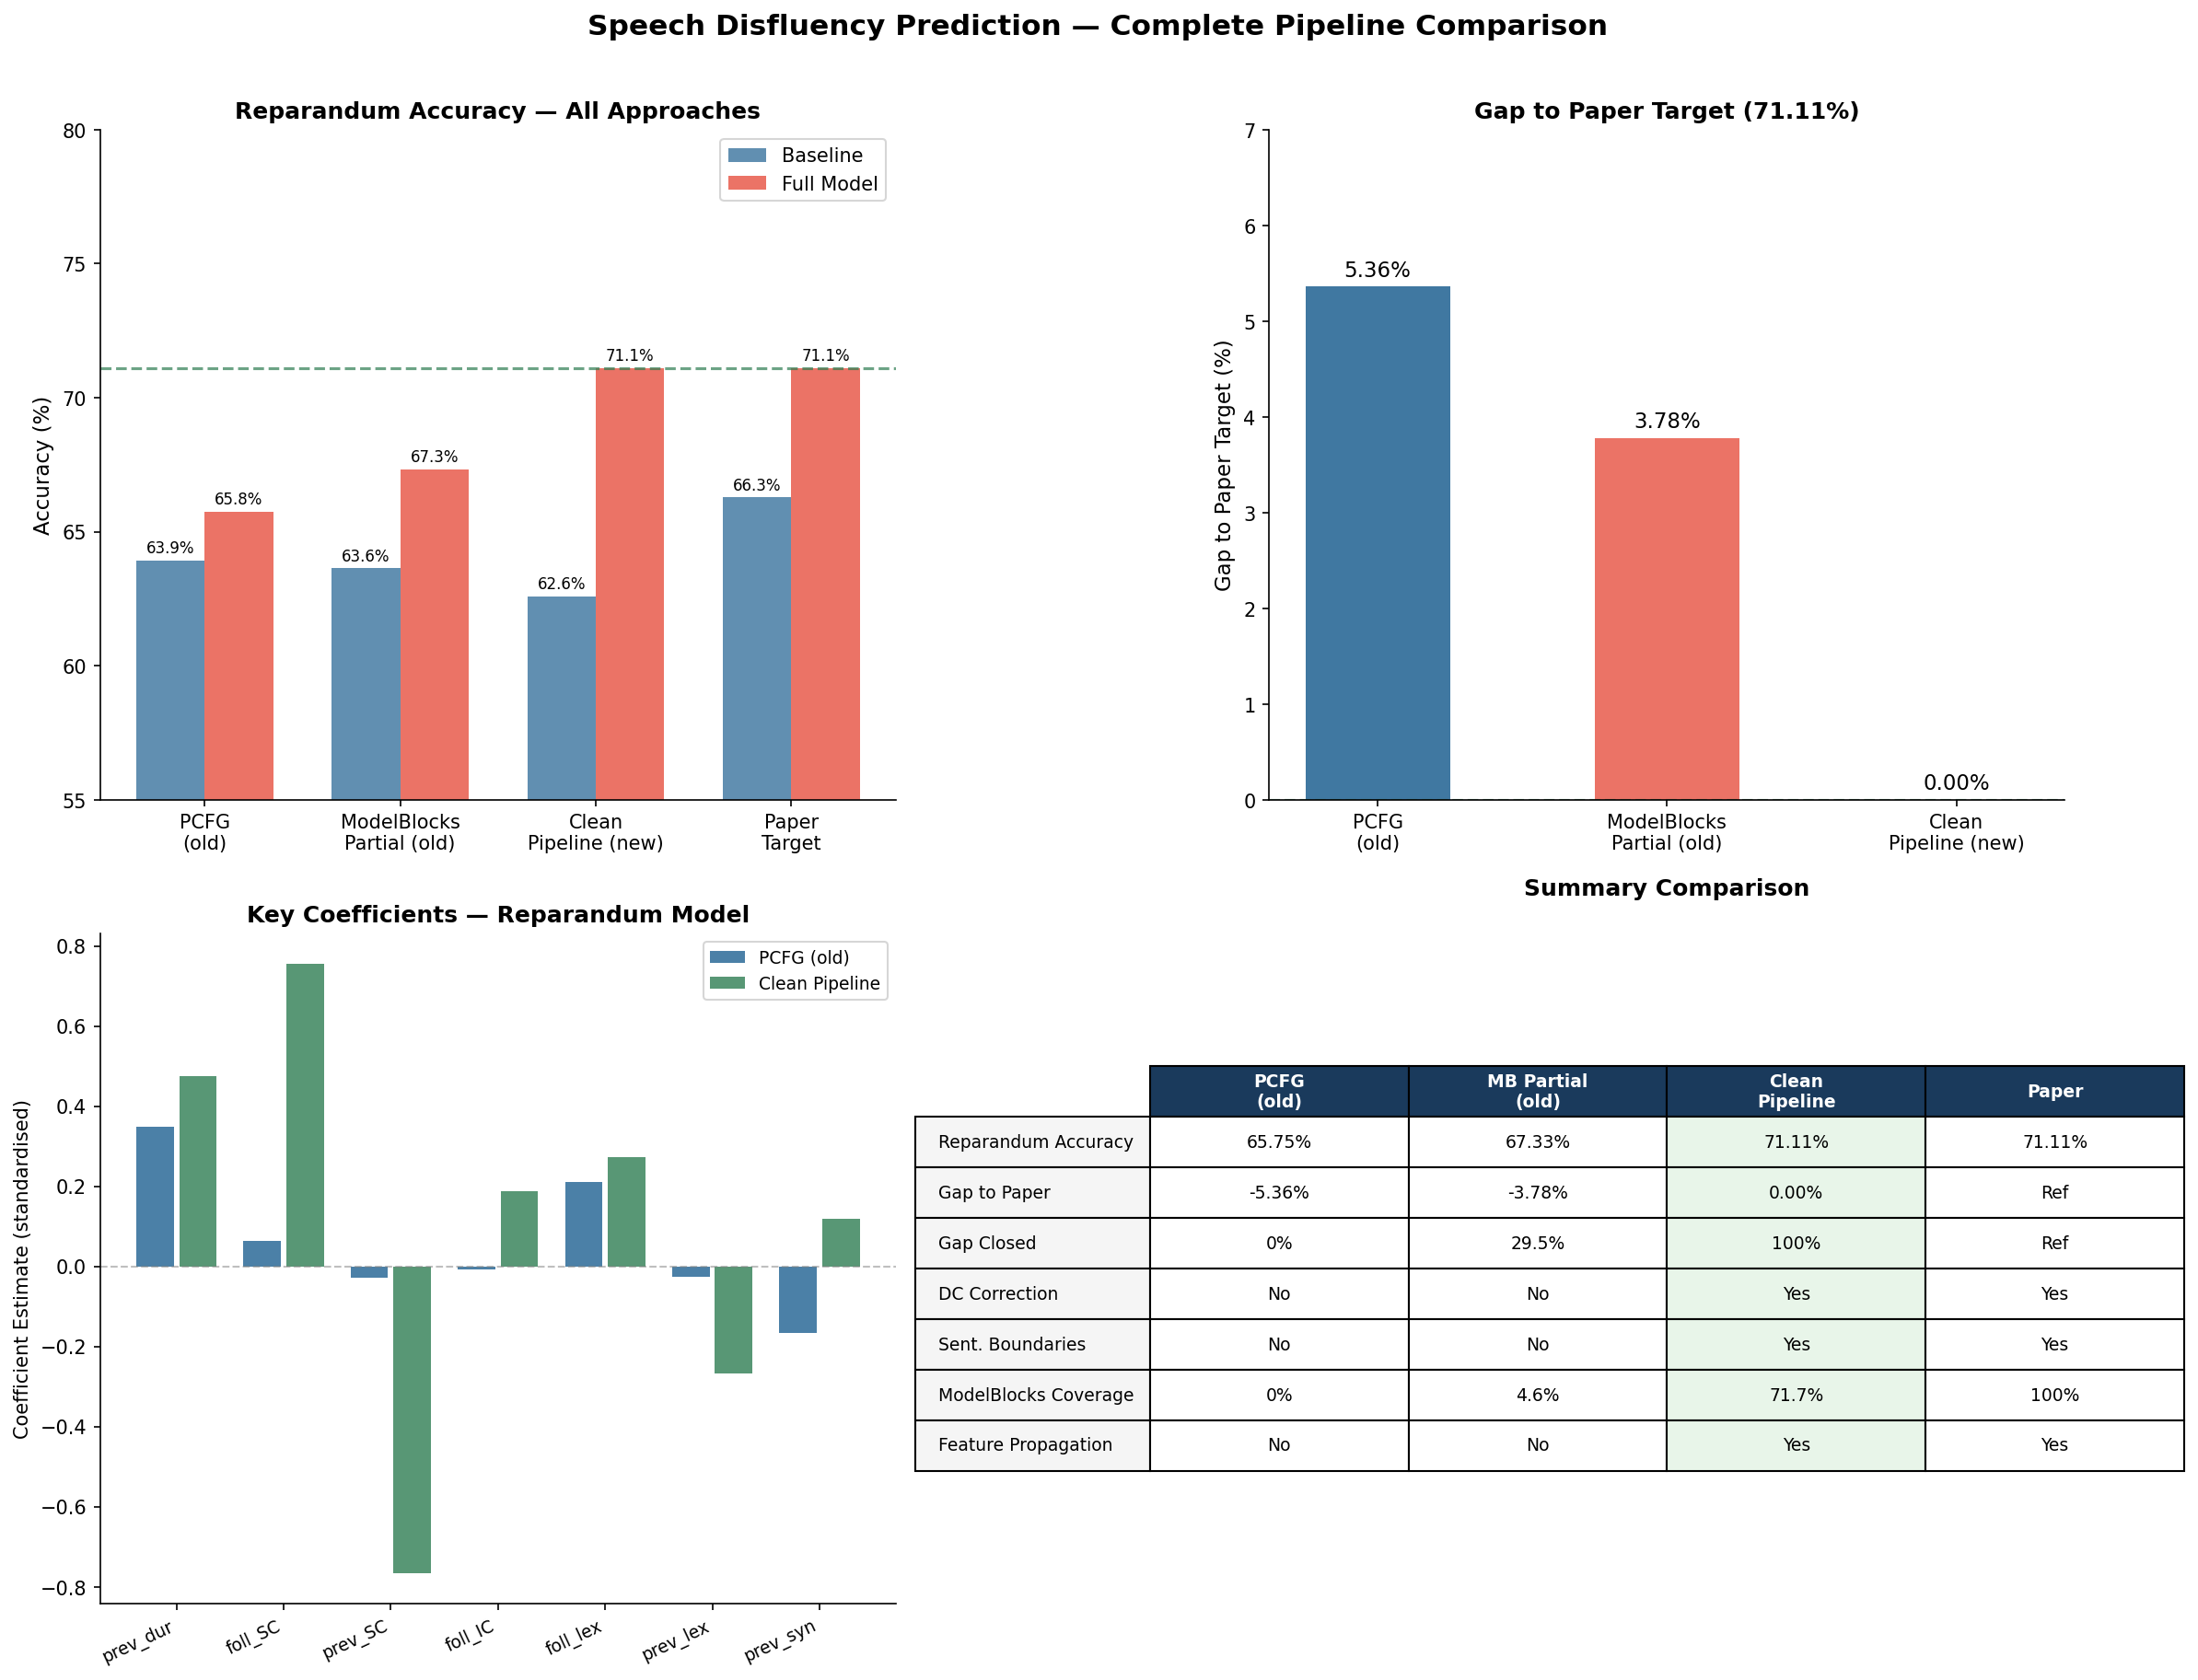 Speech Disfluency Prediction — Complete Pipeline Comparison
Reparandum Accuracy — All Approaches
Accuracy (%)
80
75
70
65
60
55
Baseline
Full Model
63.9%
65.8%
63.6%
67.3%
62.6%
71.1%
66.3%
71.1%
PCFG
(old)
ModelBlocks
Partial (old)
Clean
Pipeline (new)
Paper
Target
Gap to Paper Target (71.11%)
Gap to Paper Target (%)
7
6
5
4
3
2
1
0
5.36%
3.78%
0.00%
PCFG
(old)
ModelBlocks
Partial (old)
Clean
Pipeline (new)
Key Coefficients — Reparandum Model
Coefficient Estimate (standardised)
0.8
0.6
0.4
0.2
0.0
−0.2
−0.4
−0.6
−0.8
PCFG (old)
Clean Pipeline
prev_dur
foll_SC
prev_SC
foll_IC
foll_lex
prev_lex
prev_syn
Summary Comparison
PCFG
(old)
MB Partial
(old)
Clean
Pipeline
Paper
Reparandum Accuracy 65.75% 67.33% 71.11% 71.11%
Gap to Paper -5.36% -3.78% 0.00% Ref
Gap Closed 0% 29.5% 100% Ref
DC Correction No No Yes Yes
Sent. Boundaries No No Yes Yes
ModelBlocks Coverage 0% 4.6% 71.7% 100%
Feature Propagation No No Yes Yes